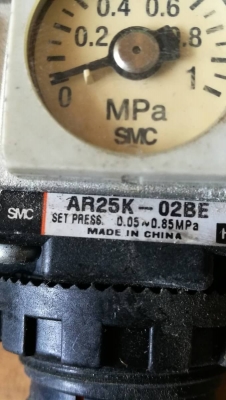 0.4 0.6
0.2 0.8
0 1
MPa
SMC
SMC AR25K-02BE
SET PRESS. 0.05~0.85MPa
MADE IN CHINA